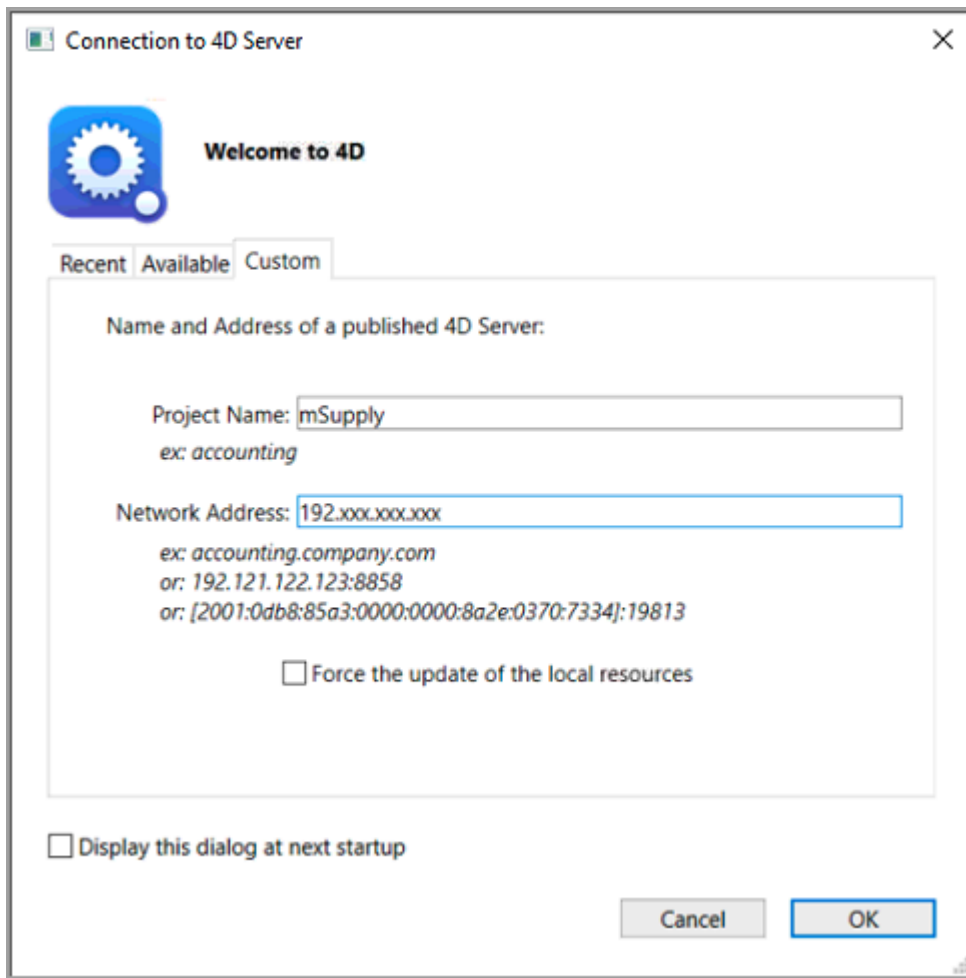 Connection to 4D Server
Welcome to 4D
Recent Available Custom
Name and Address of a published 4D Server:
Project Name: mSupply
ex: accounting
Network Address: 192.xxx.xxx.xxx
ex: accounting.company.com
or: 192.121.122.123:8858
or: [2001:0db8:85a3:0000:0000:8a2e:0370:7334]:19813
Force the update of the local resources
Display this dialog at next startup
Cancel OK